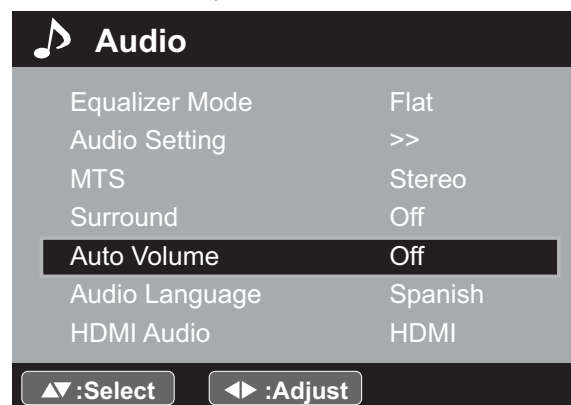 Audio
Equalizer Mode Flat
Audio Setting >>
MTS Stereo
Surround Off
Auto Volume Off
Audio Language Spanish
HDMI Audio HDMI
▲▼:Select ◀▶:Adjust